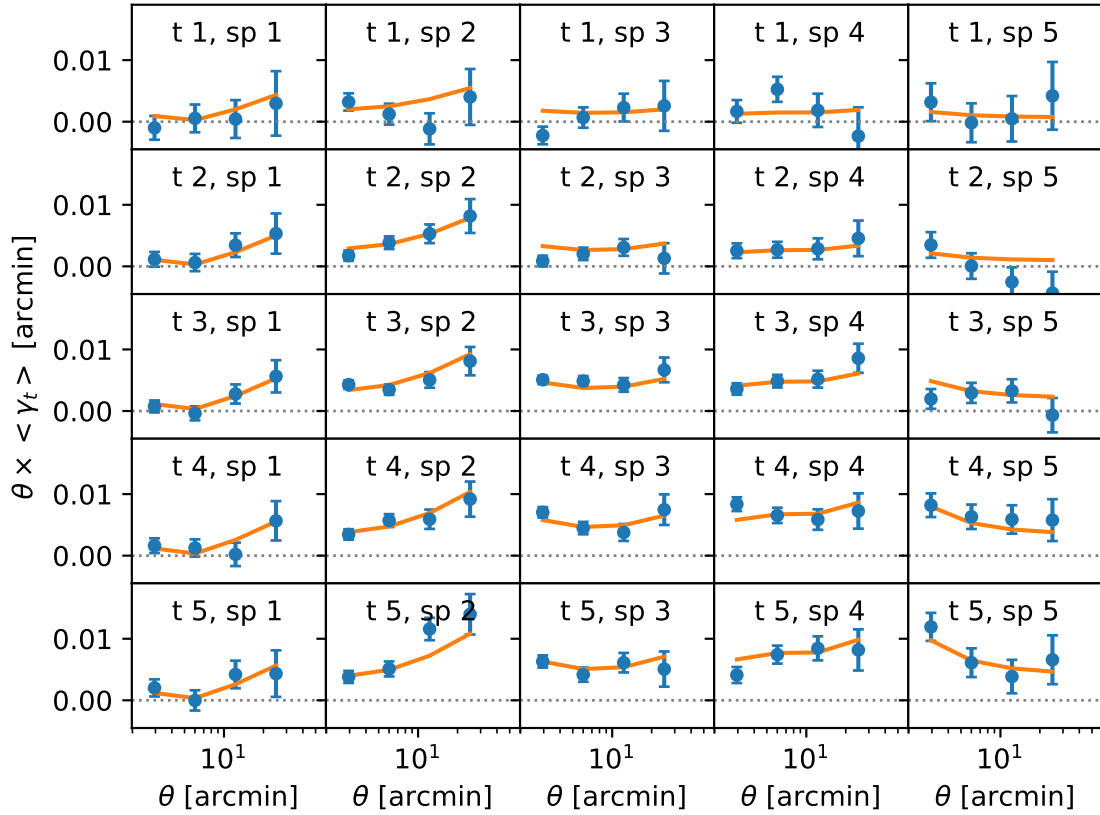 t 1, sp 1
t 1, sp 2
t 1, sp 3
t 1, sp 4
t 1, sp 5
0.01
0.00
t 2, sp 1
t 2, sp 2
t 2, sp 3
t 2, sp 4
t 2, sp 5
0.01
0.00
t 3, sp 1
t 3, sp 2
t 3, sp 3
t 3, sp 4
t 3, sp 5
0.01
0.00
t 4, sp 1
t 4, sp 2
t 4, sp 3
t 4, sp 4
t 4, sp 5
0.01
0.00
t 5, sp 1
t 5, sp 2
t 5, sp 3
t 5, sp 4
t 5, sp 5
0.01
0.00
θ × < γₜ > [arcmin]
10¹
10¹
10¹
10¹
10¹
θ [arcmin]
θ [arcmin]
θ [arcmin]
θ [arcmin]
θ [arcmin]